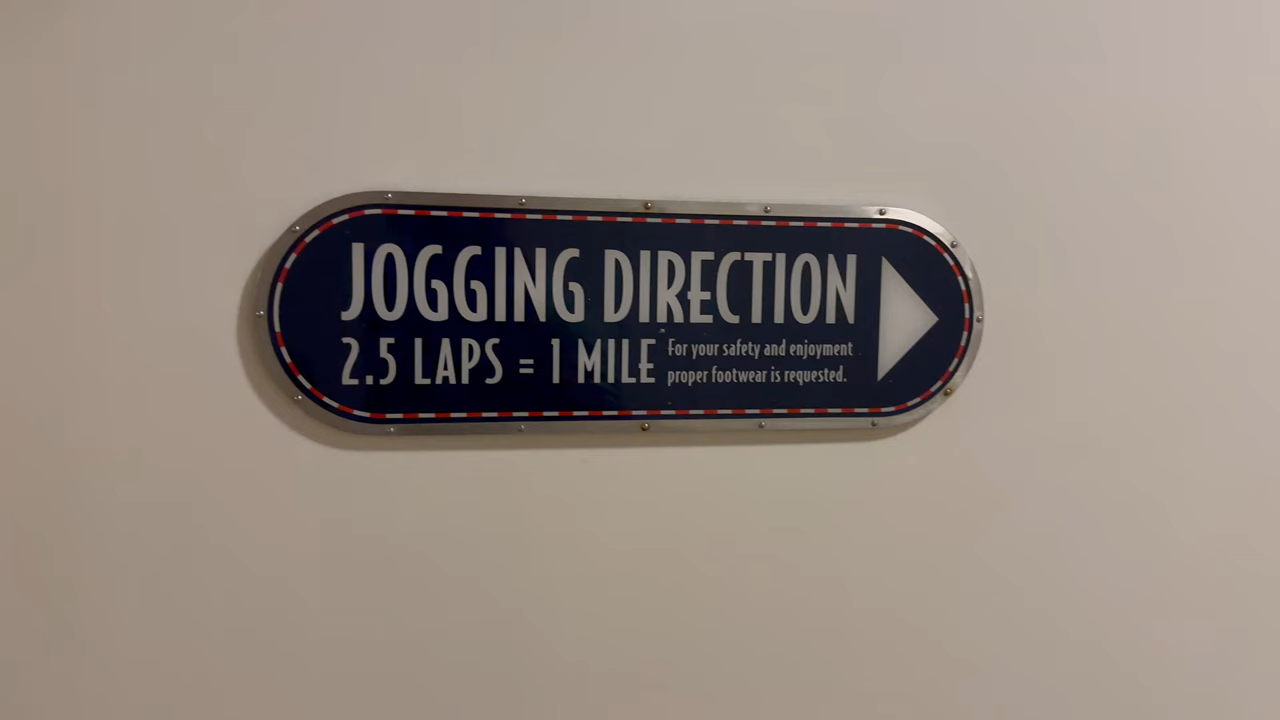 JOGGING DIRECTION
2.5 LAPS = 1 MILE
For your safety and enjoyment
proper footwear is requested.